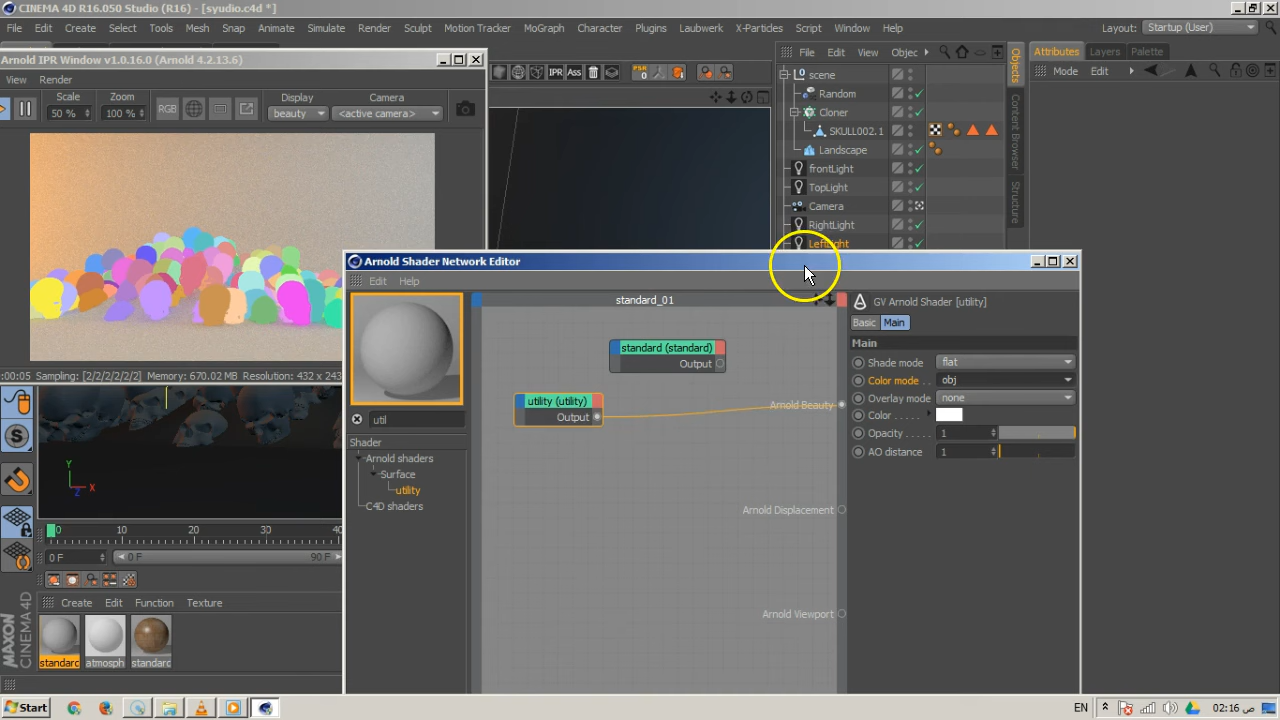 CINEMA 4D R16.050 Studio (R16) - [syudio.c4d *]
File Edit Create Select Tools Mesh Snap Animate Simulate Render Sculpt Motion Tracker MoGraph Character Plugins Laubwerk X-Particles Script Window Help Layout: Startup (User)
Arnold IPR Window v1.0.16.0 (Arnold 4.2.13.6)
View Render
Scale Zoom Display Camera
50 % 100 % RGB beauty <active camera>
IPR Ass PSR 0
File Edit View Objec
scene
Random
Cloner
SKULL002.1
Landscape
frontLight
TopLight
Camera
RightLight
LeftLight
Objects
Content Browser
Structure
Attributes Layers Palette
Mode Edit
:00:05 Sampling: [2/2/2/2/2/2] Memory: 670.02 MB Resolution: 432 x 243
Arnold Shader Network Editor
Edit Help
standard_01
standard (standard)
Output
utility (utility)
Output
Arnold Beauty
Arnold Displacement
Arnold Viewport
util
Shader
Arnold shaders
Surface
utility
C4D shaders
GV Arnold Shader [utility]
Basic Main
Main
Shade mode flat
Color mode obj
Overlay mode none
Color
Opacity 1
AO distance 1
Y
X
Z
0 10 20 30 40
0 F 0 F 90 F
Create Edit Function Texture
standarc atmosph standarc
MAXON
CINEMA 4D
Start EN 02:16 ص